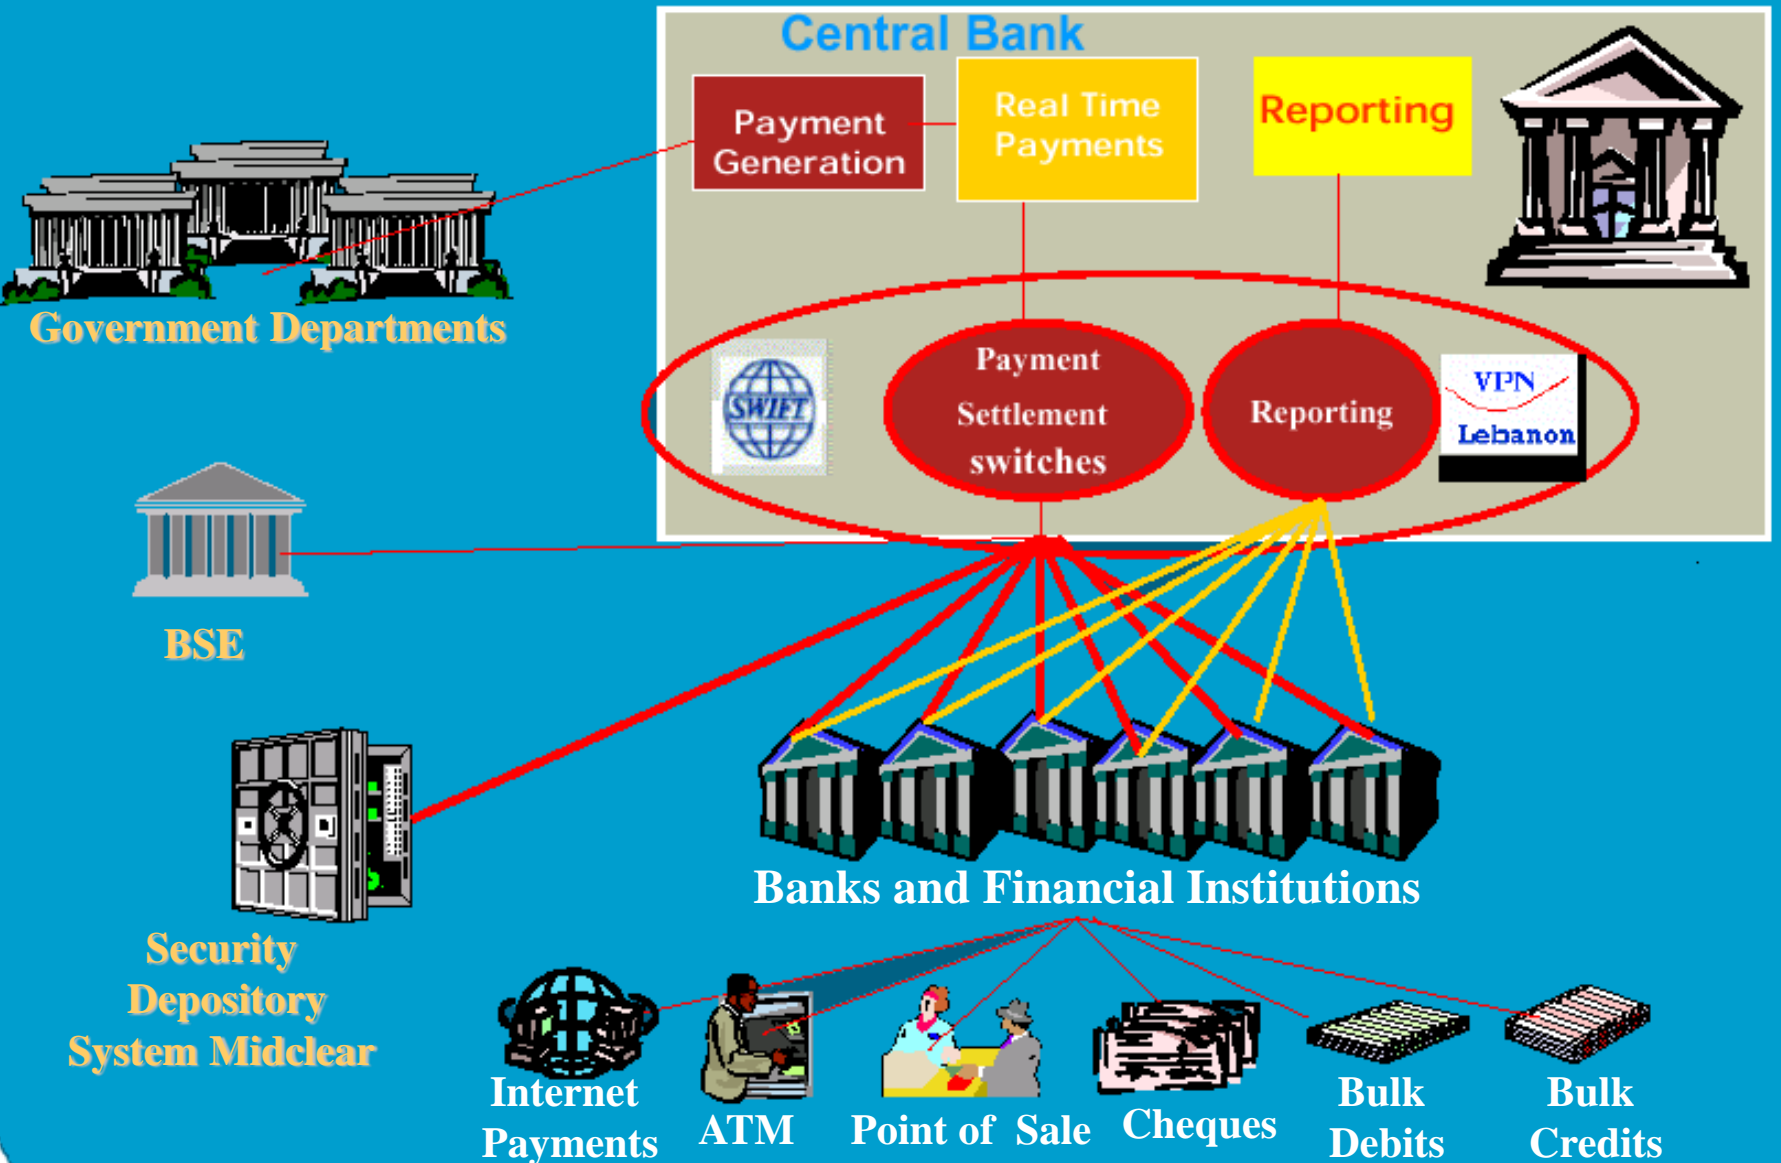 Central Bank
Payment
Generation
Real Time
Payments
Reporting
Government Departments
SWIFT
Payment
Settlement
switches
Reporting
VPN
Lebanon
BSE
Banks and Financial Institutions
Security
Depository
System Midclear
Internet
Payments
ATM
Point of Sale
Cheques
Bulk
Debits
Bulk
Credits